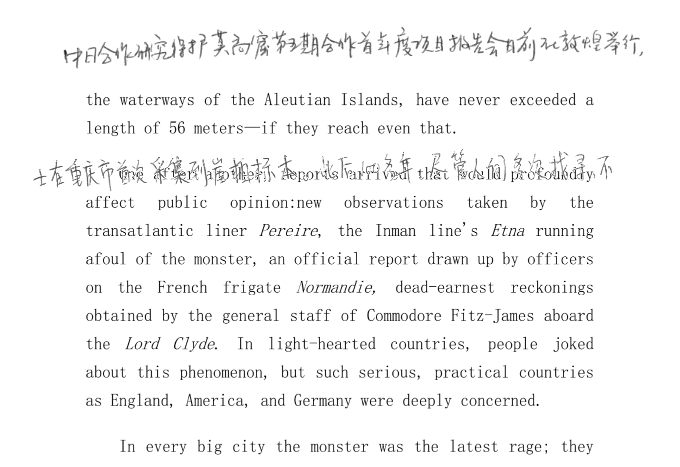 中日合作研究保护莫高窟第五期合作首年度项目报告会日前在敦煌举行,
the waterways of the Aleutian Islands, have never exceeded a
length of 56 meters—if they reach even that.
士在重庆市首次采集到崖柏标本。此后的各年,尽管人们多次找寻不
One after another, reports arrived that would profoundly
affect public opinion:new observations taken by the
transatlantic liner Pereire, the Inman line's Etna running
afoul of the monster, an official report drawn up by officers
on the French frigate Normandie, dead-earnest reckonings
obtained by the general staff of Commodore Fitz-James aboard
the Lord Clyde. In light-hearted countries, people joked
about this phenomenon, but such serious, practical countries
as England, America, and Germany were deeply concerned.
In every big city the monster was the latest rage; they